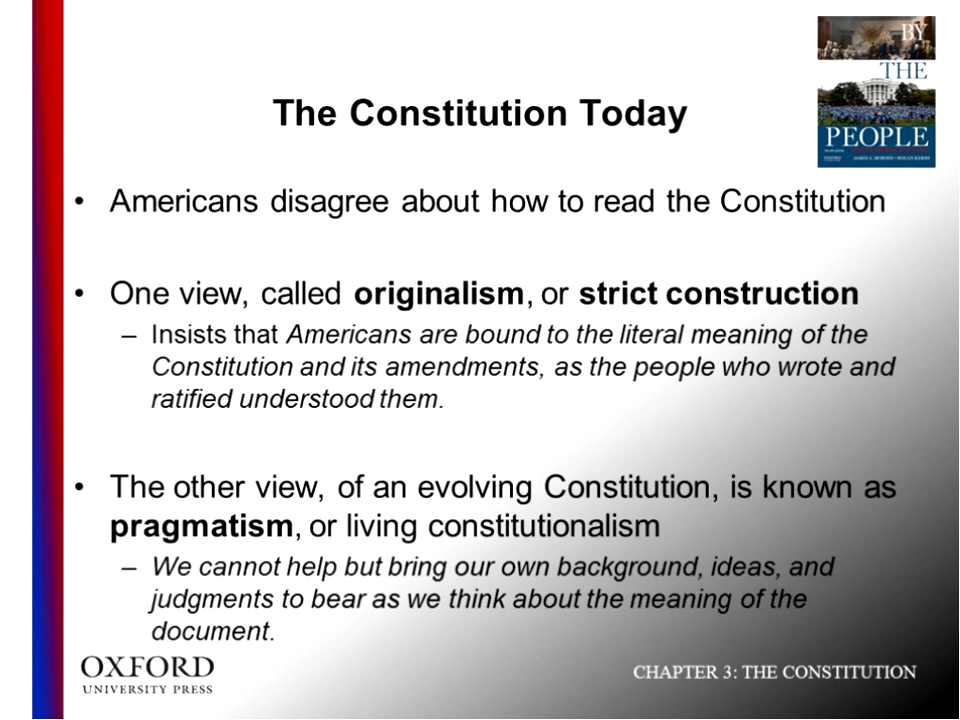 BY
THE
PEOPLE
JAMES A. MORONE • ROGAN KERSH
The Constitution Today
• Americans disagree about how to read the Constitution
• One view, called originalism, or strict construction
– Insists that Americans are bound to the literal meaning of the
Constitution and its amendments, as the people who wrote and
ratified understood them.
• The other view, of an evolving Constitution, is known as
pragmatism, or living constitutionalism
– We cannot help but bring our own background, ideas, and
judgments to bear as we think about the meaning of the
document.
OXFORD
UNIVERSITY PRESS
CHAPTER 3: THE CONSTITUTION